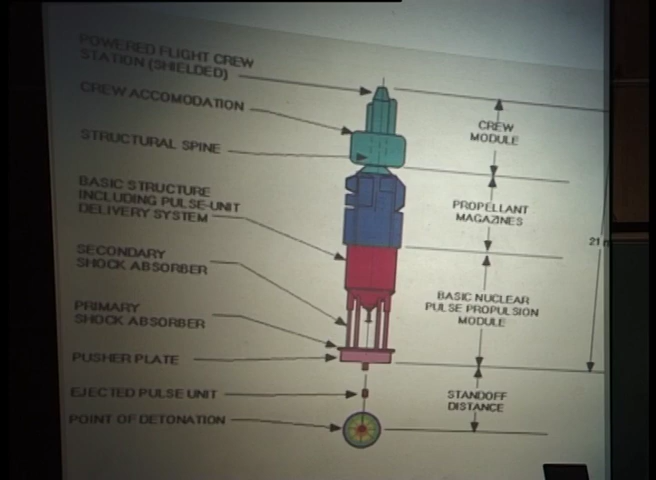 POWERED FLIGHT CREW
STATION (SHIELDED)
CREW ACCOMODATION
STRUCTURAL SPINE
BASIC STRUCTURE
INCLUDING PULSE-UNIT
DELIVERY SYSTEM
SECONDARY
SHOCK ABSORBER
PRIMARY
SHOCK ABSORBER
PUSHER PLATE
EJECTED PULSE UNIT
POINT OF DETONATION
CREW
MODULE
PROPELLANT
MAGAZINES
BASIC NUCLEAR
PULSE PROPULSION
MODULE
STANDOFF
DISTANCE
21